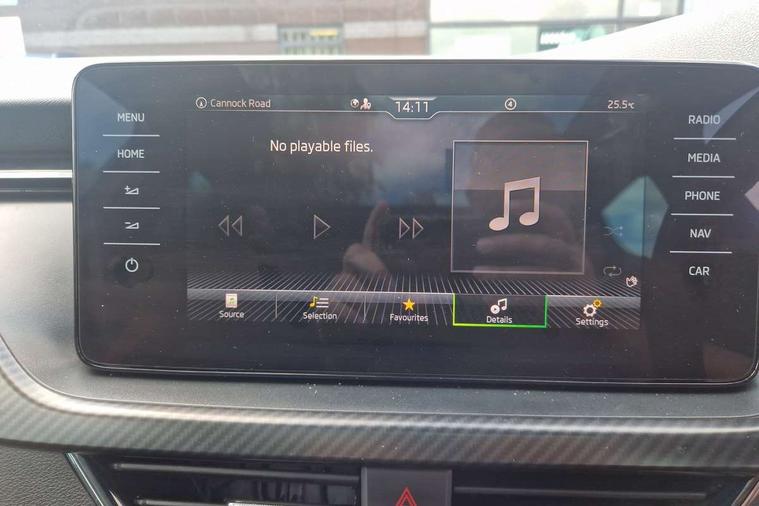 Cannock Road
14:11
4
25.5°C
MENU
HOME
No playable files.
RADIO
MEDIA
PHONE
NAV
CAR
Source
Selection
Favourites
Details
Settings